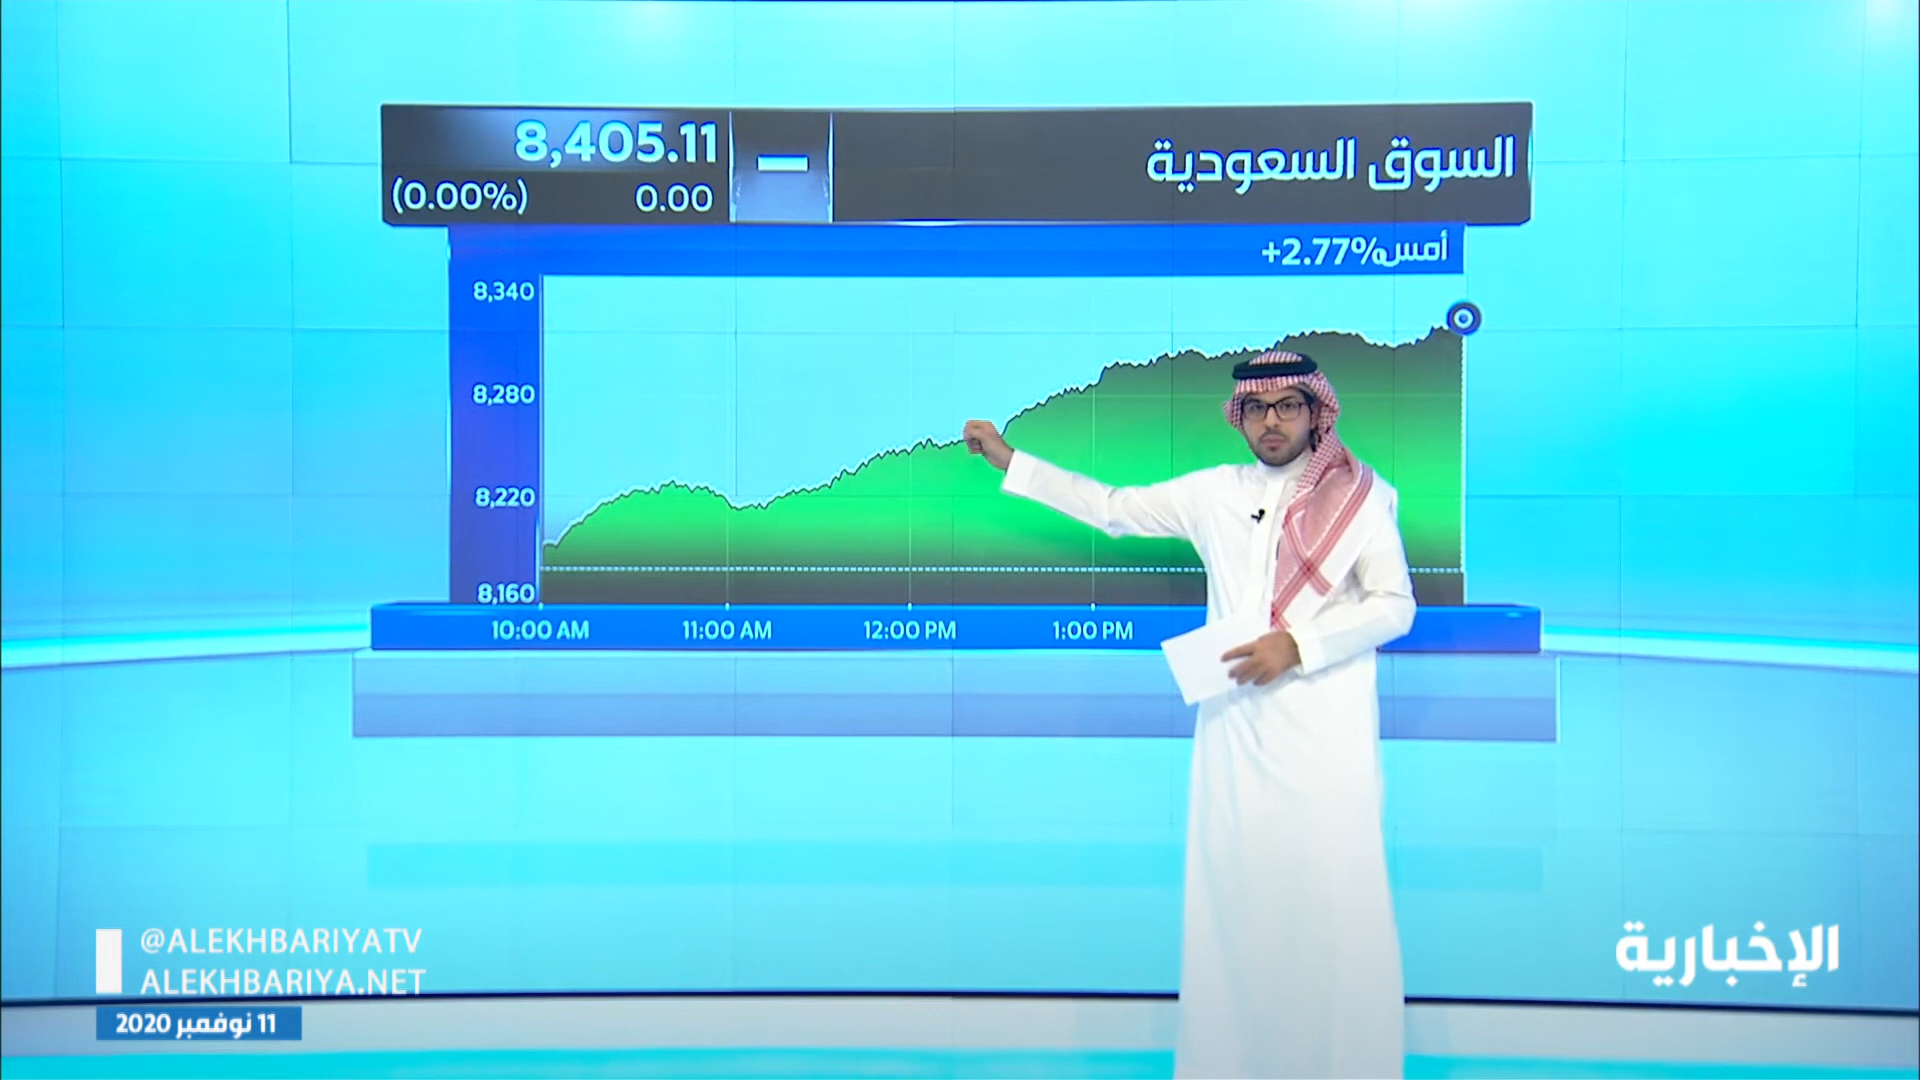 السوق السعودية
8,405.11
0.00
(0.00%)
أمس +2.77%
8,340
8,280
8,220
8,160
10:00 AM
11:00 AM
12:00 PM
1:00 PM
@ALEKHBARIYATV
ALEKHBARIYA.NET
11 نوفمبر 2020
الإخبارية